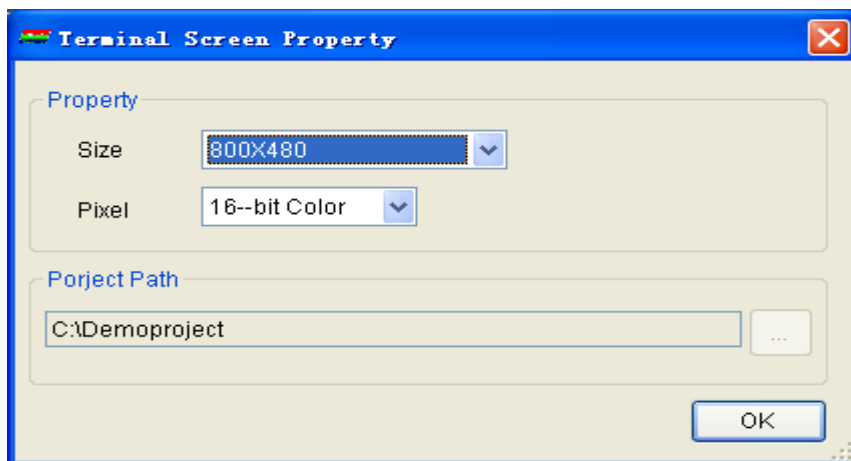 Terminal Screen Property
Property
Size 800X480
Pixel 16--bit Color
Porject Path
C:\Demoproject ...
OK